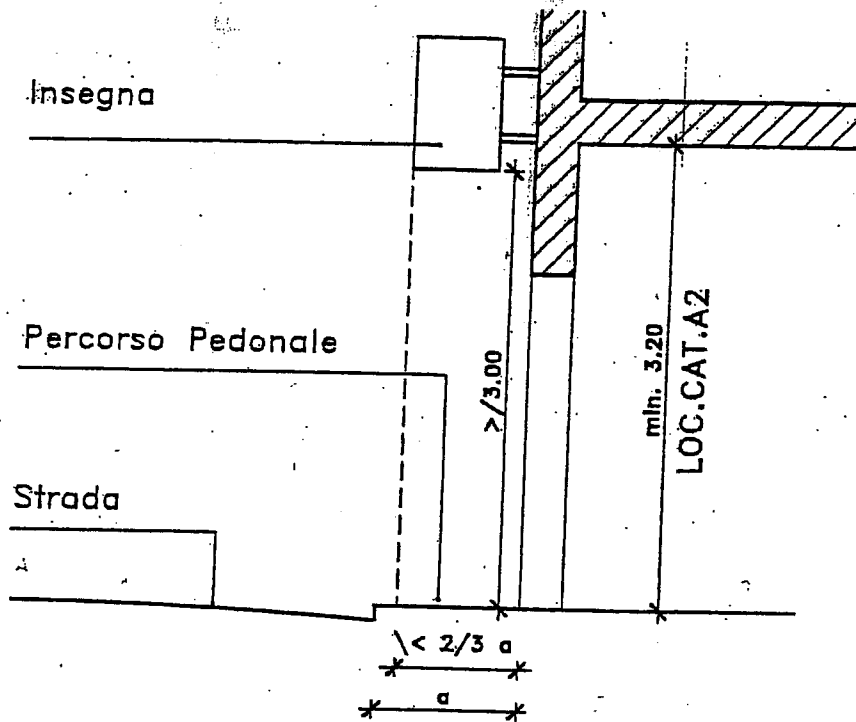 Insegna
Percorso Pedonale
>/3.00
min. 3.20
LOC.CAT.A2
Strada
\< 2/3 a
a